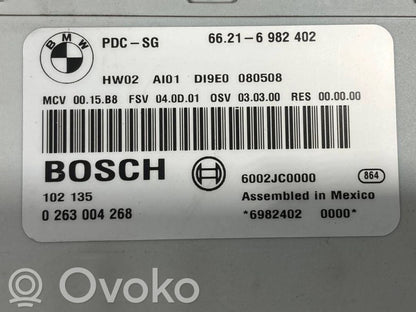 BMW
PDC-SG 66.21-6 982 402
HW02 AI01 DI9E0 080508
MCV 00.15.B8 FSV 04.0D.01 OSV 03.03.00 RES 00.00.00
BOSCH
6002JC0000 864
102 135 Assembled in Mexico
0 263 004 268 *6982402 0000*
Ovoko